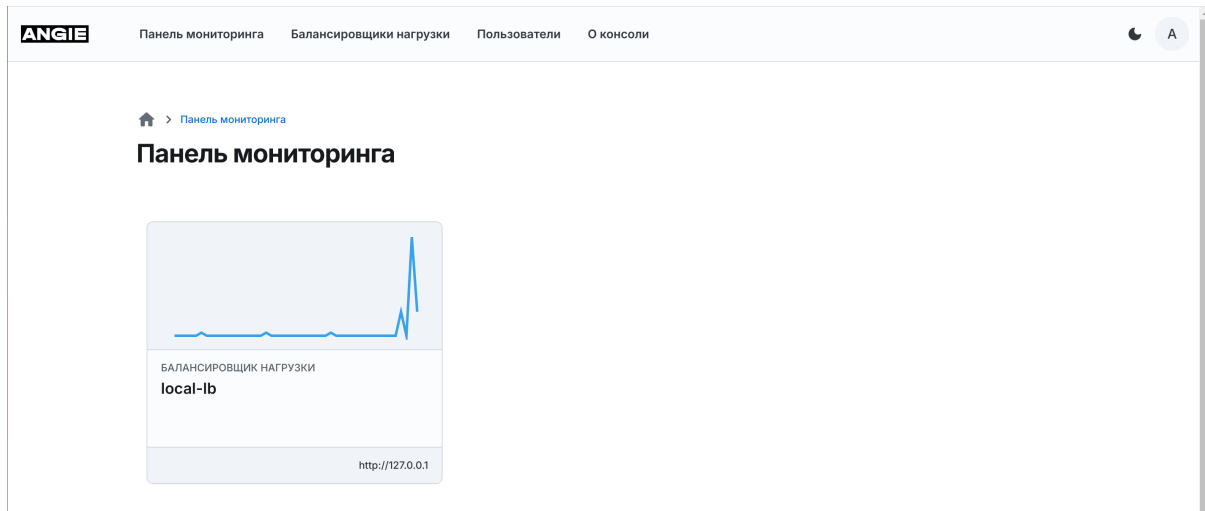 ANGIE
Панель мониторинга Балансировщики нагрузки Пользователи О консоли A
Панель мониторинга
Панель мониторинга
БАЛАНСИРОВЩИК НАГРУЗКИ
local-lb
http://127.0.0.1